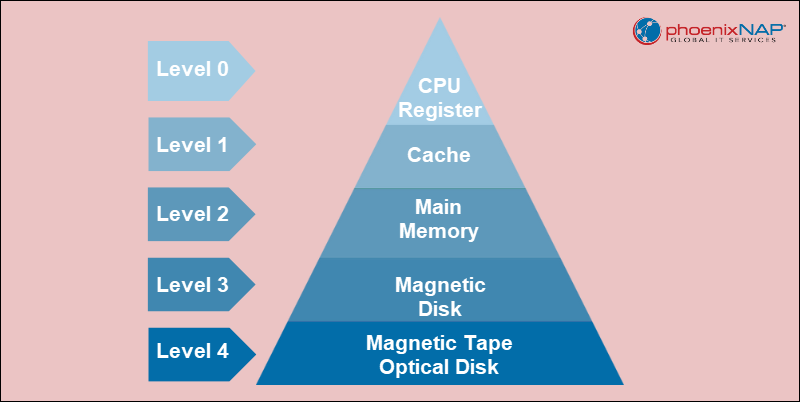 phoenixNAP®
GLOBAL IT SERVICES
Level 0
CPU
Register
Level 1
Cache
Level 2
Main
Memory
Level 3
Magnetic
Disk
Level 4
Magnetic Tape
Optical Disk